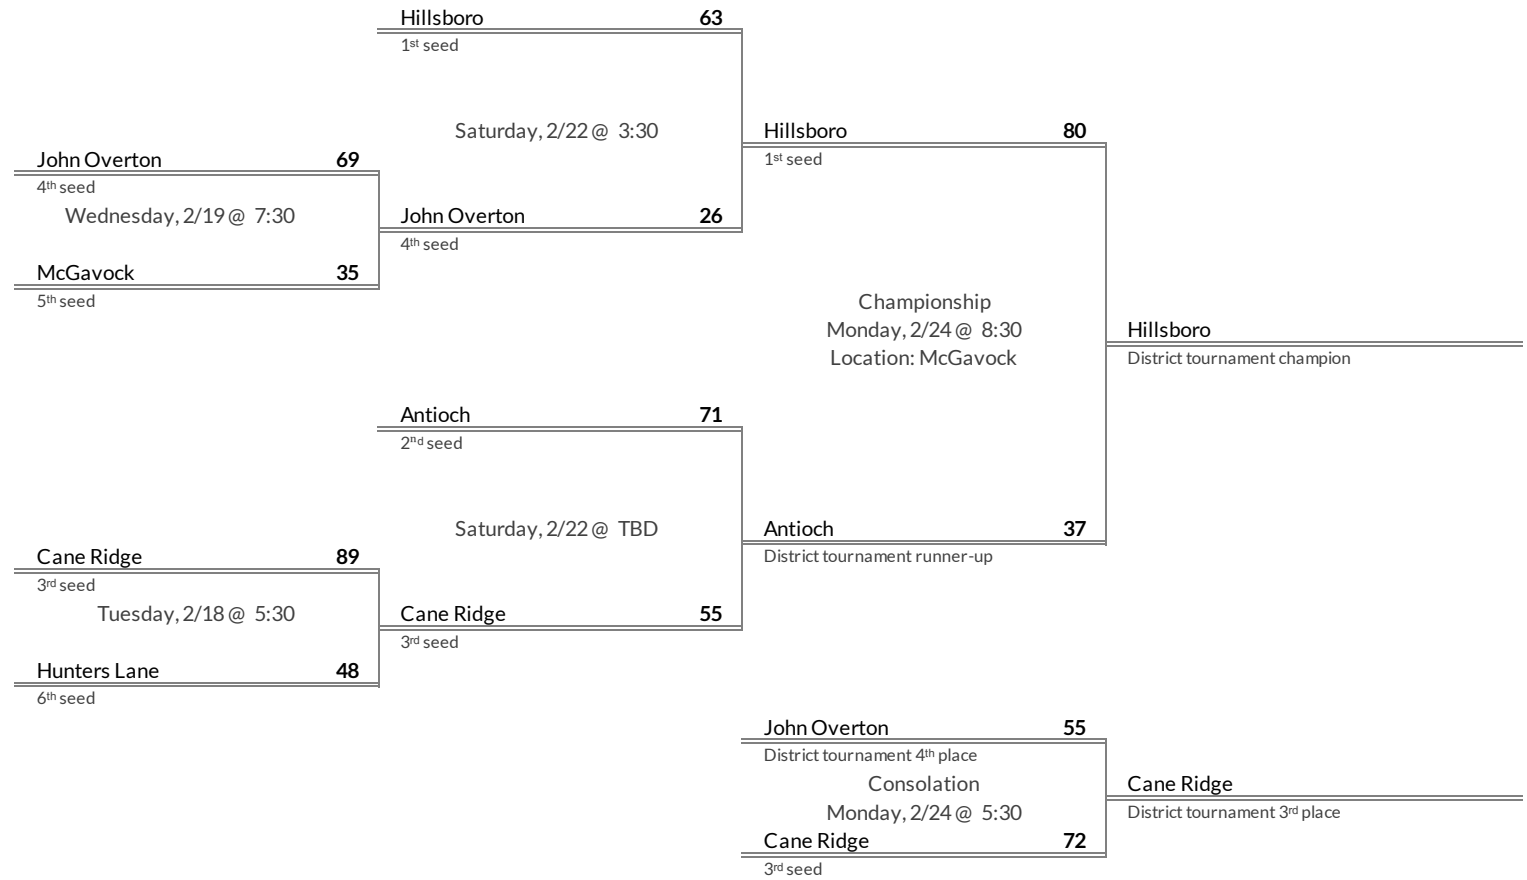 Hillsboro 63
1st seed
Saturday, 2/22 @ 3:30
John Overton 69
4th seed
Wednesday, 2/19 @ 7:30
McGavock 35
5th seed
John Overton 26
4th seed
Hillsboro 80
1st seed
Championship
Monday, 2/24 @ 8:30
Location: McGavock
Hillsboro
District tournament champion
Antioch 71
2nd seed
Saturday, 2/22 @ TBD
Cane Ridge 89
3rd seed
Tuesday, 2/18 @ 5:30
Hunters Lane 48
6th seed
Cane Ridge 55
3rd seed
Antioch 37
District tournament runner-up
John Overton 55
District tournament 4th place
Consolation
Monday, 2/24 @ 5:30
Cane Ridge 72
3rd seed
Cane Ridge
District tournament 3rd place